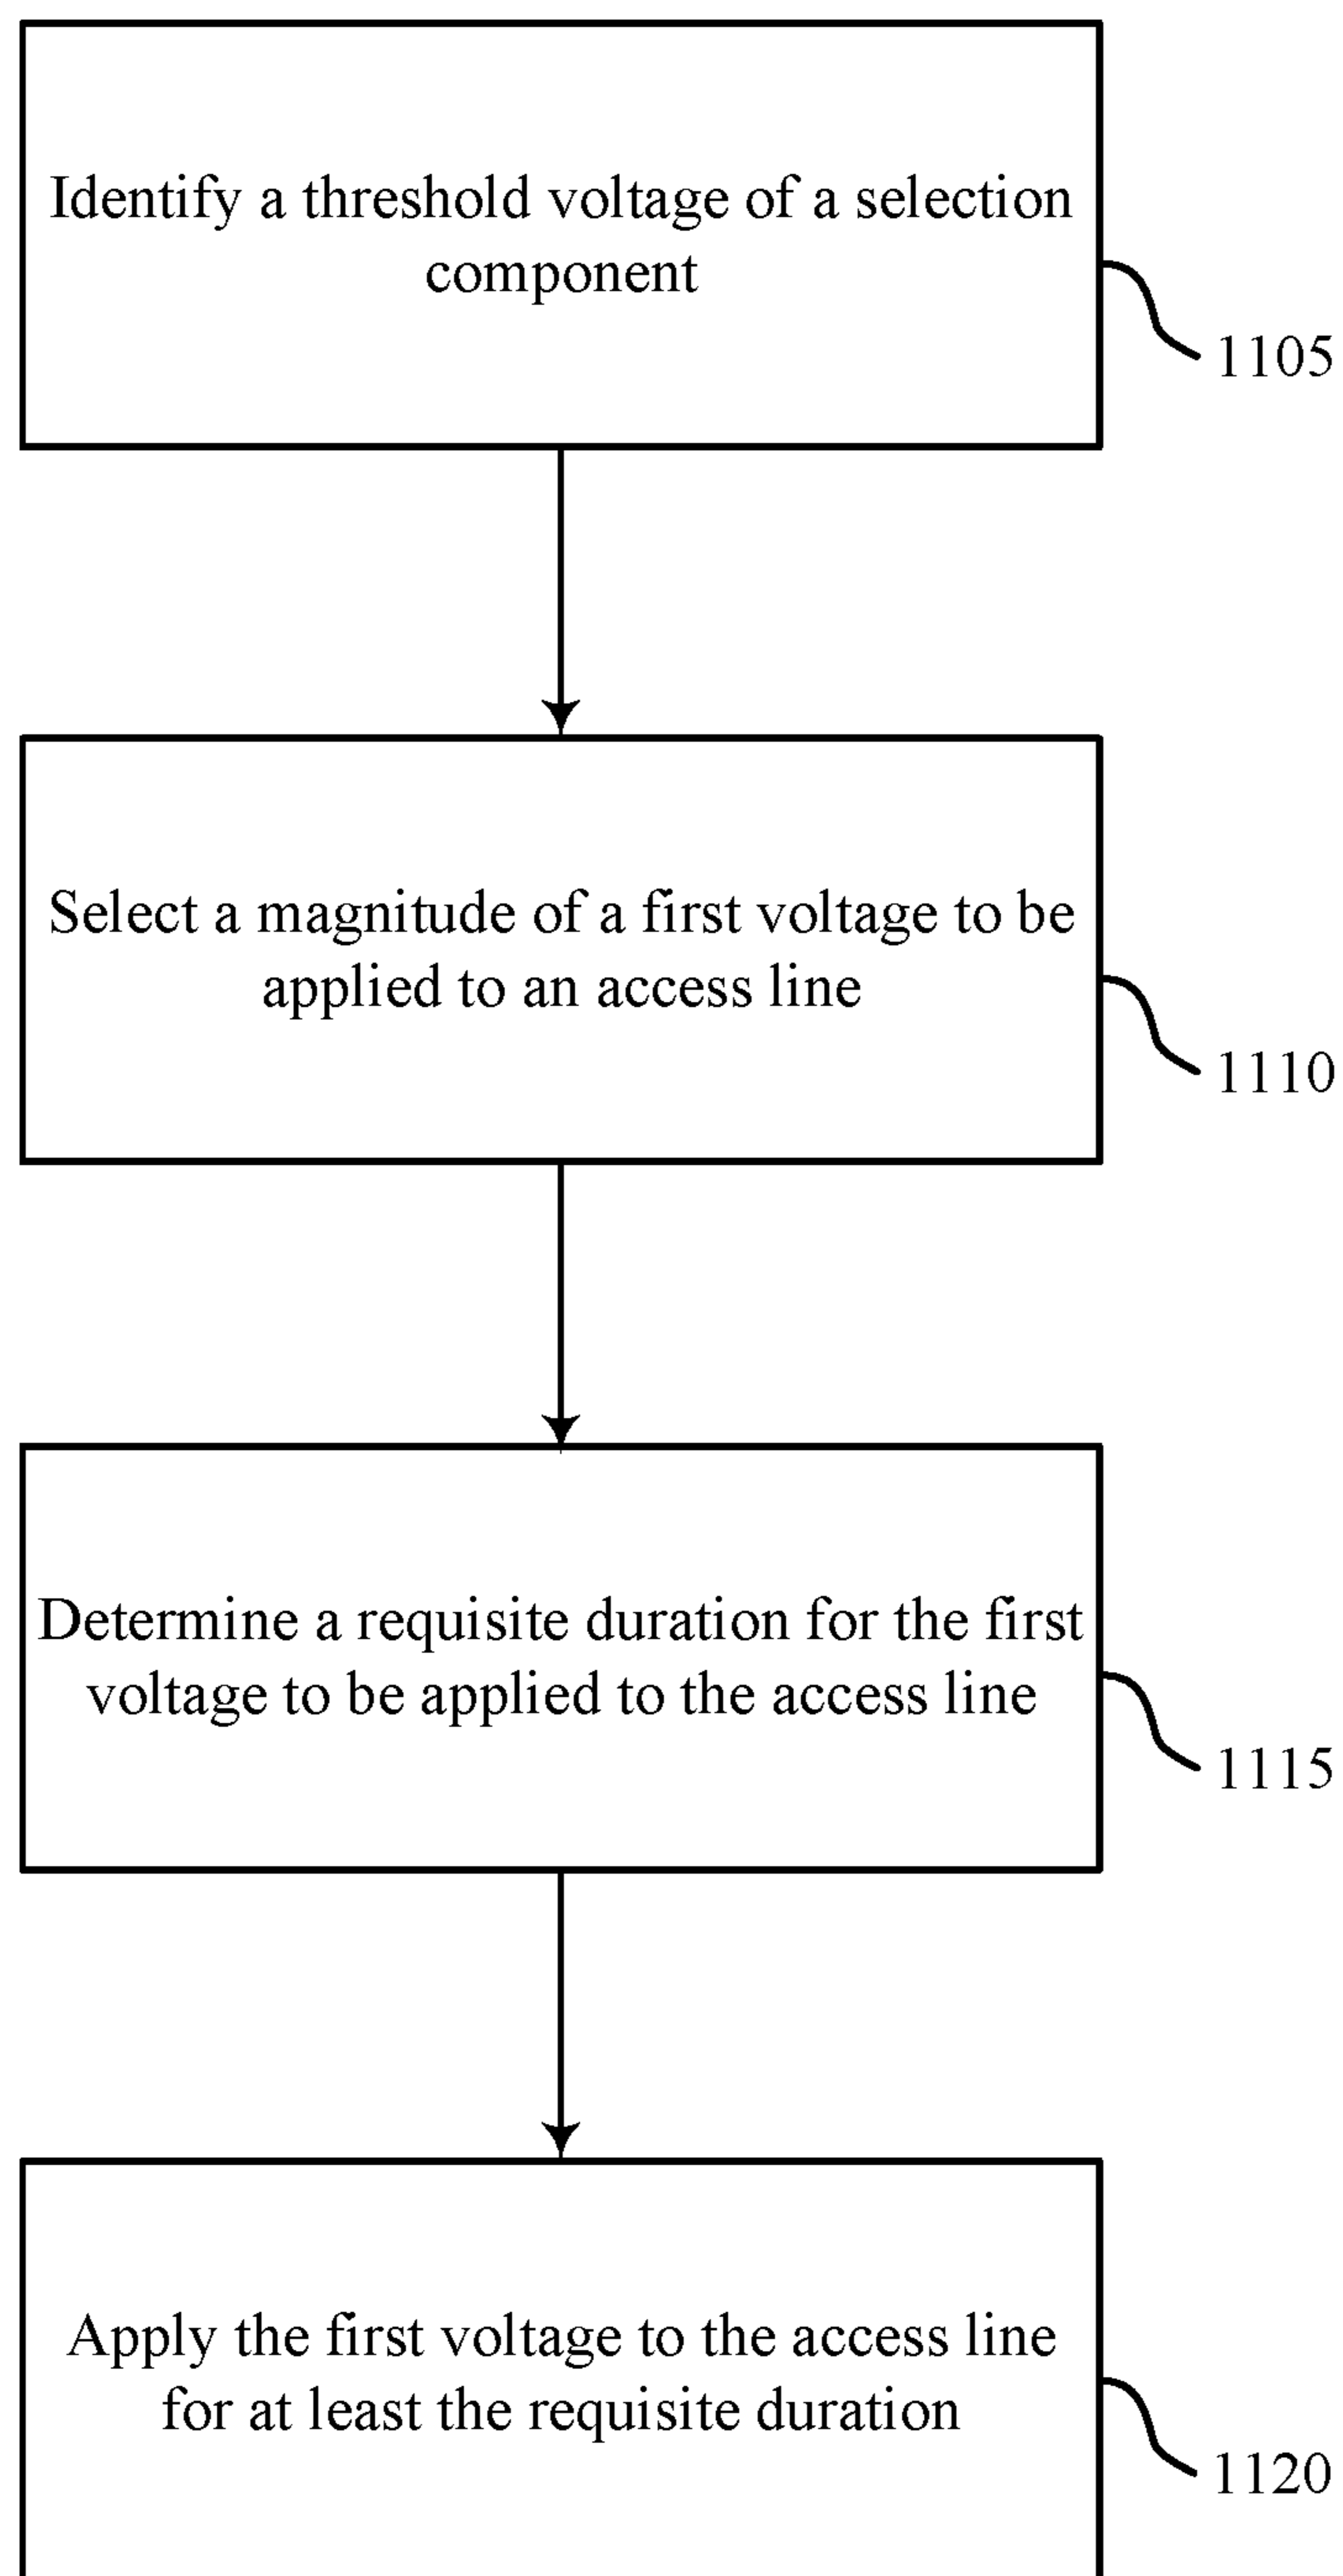 Identify a threshold voltage of a selection
component
1105
Select a magnitude of a first voltage to be
applied to an access line
1110
Determine a requisite duration for the first
voltage to be applied to the access line
1115
Apply the first voltage to the access line
for at least the requisite duration
1120